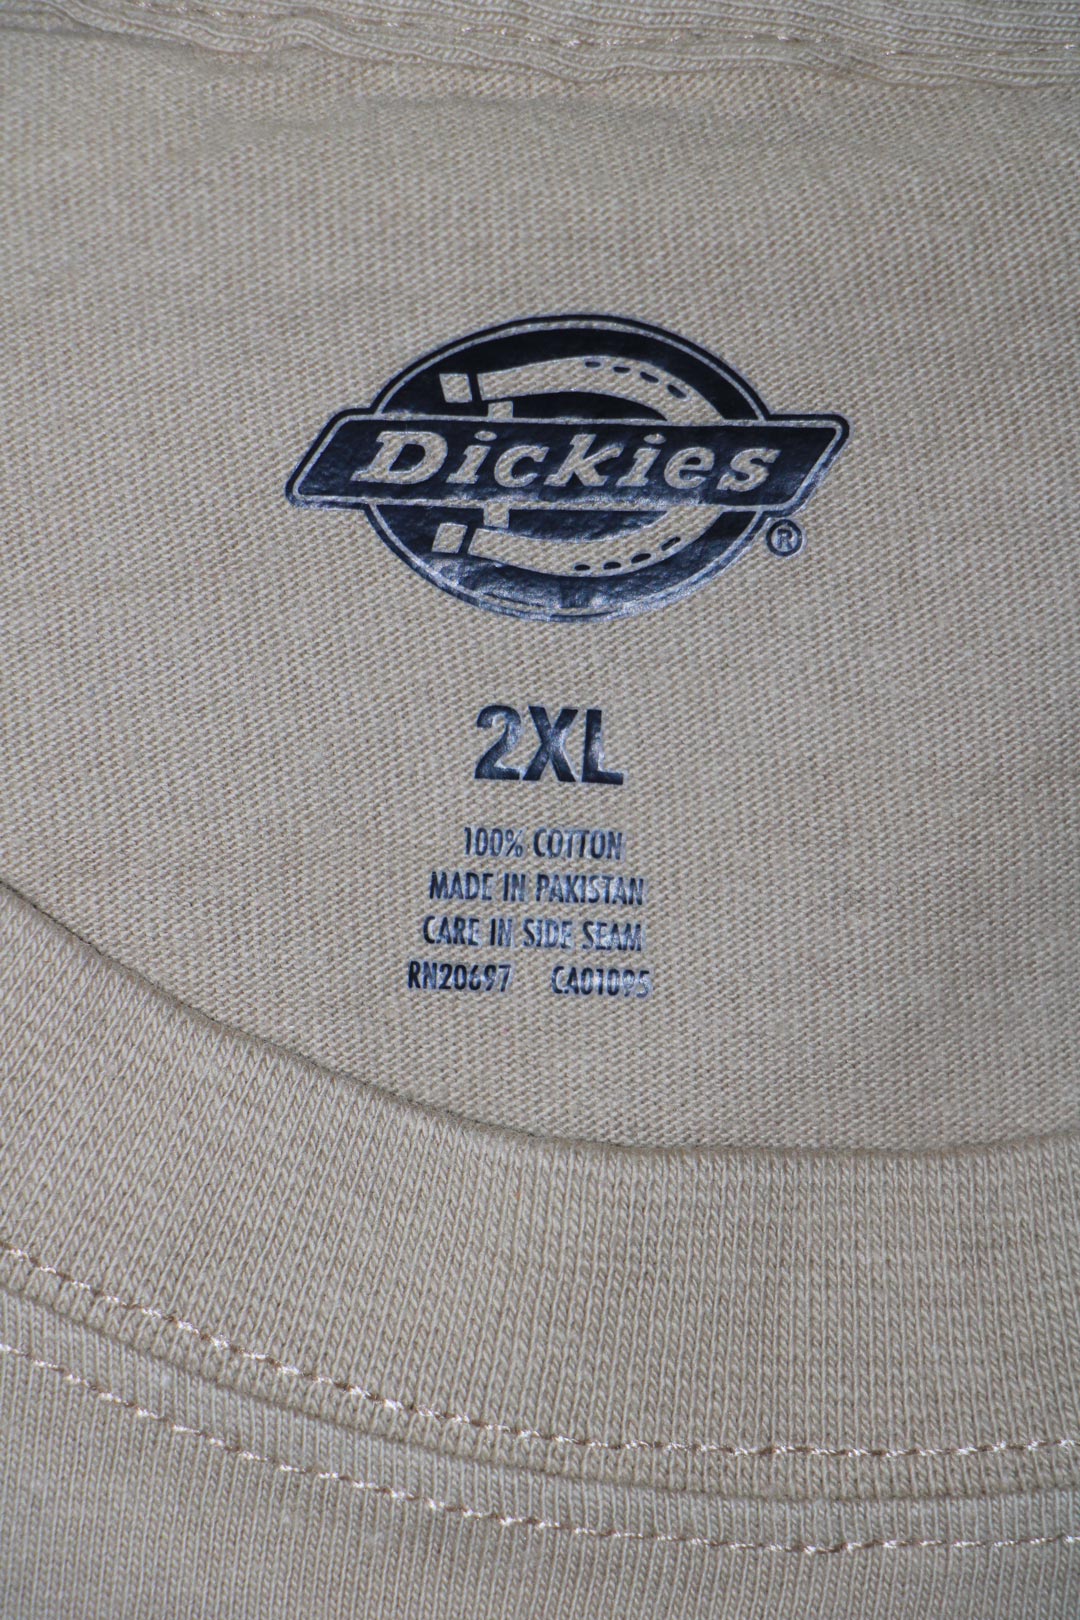 Dickies®
2XL
100% COTTON
MADE IN PAKISTAN
CARE IN SIDE SEAM
RN20697 CA01095